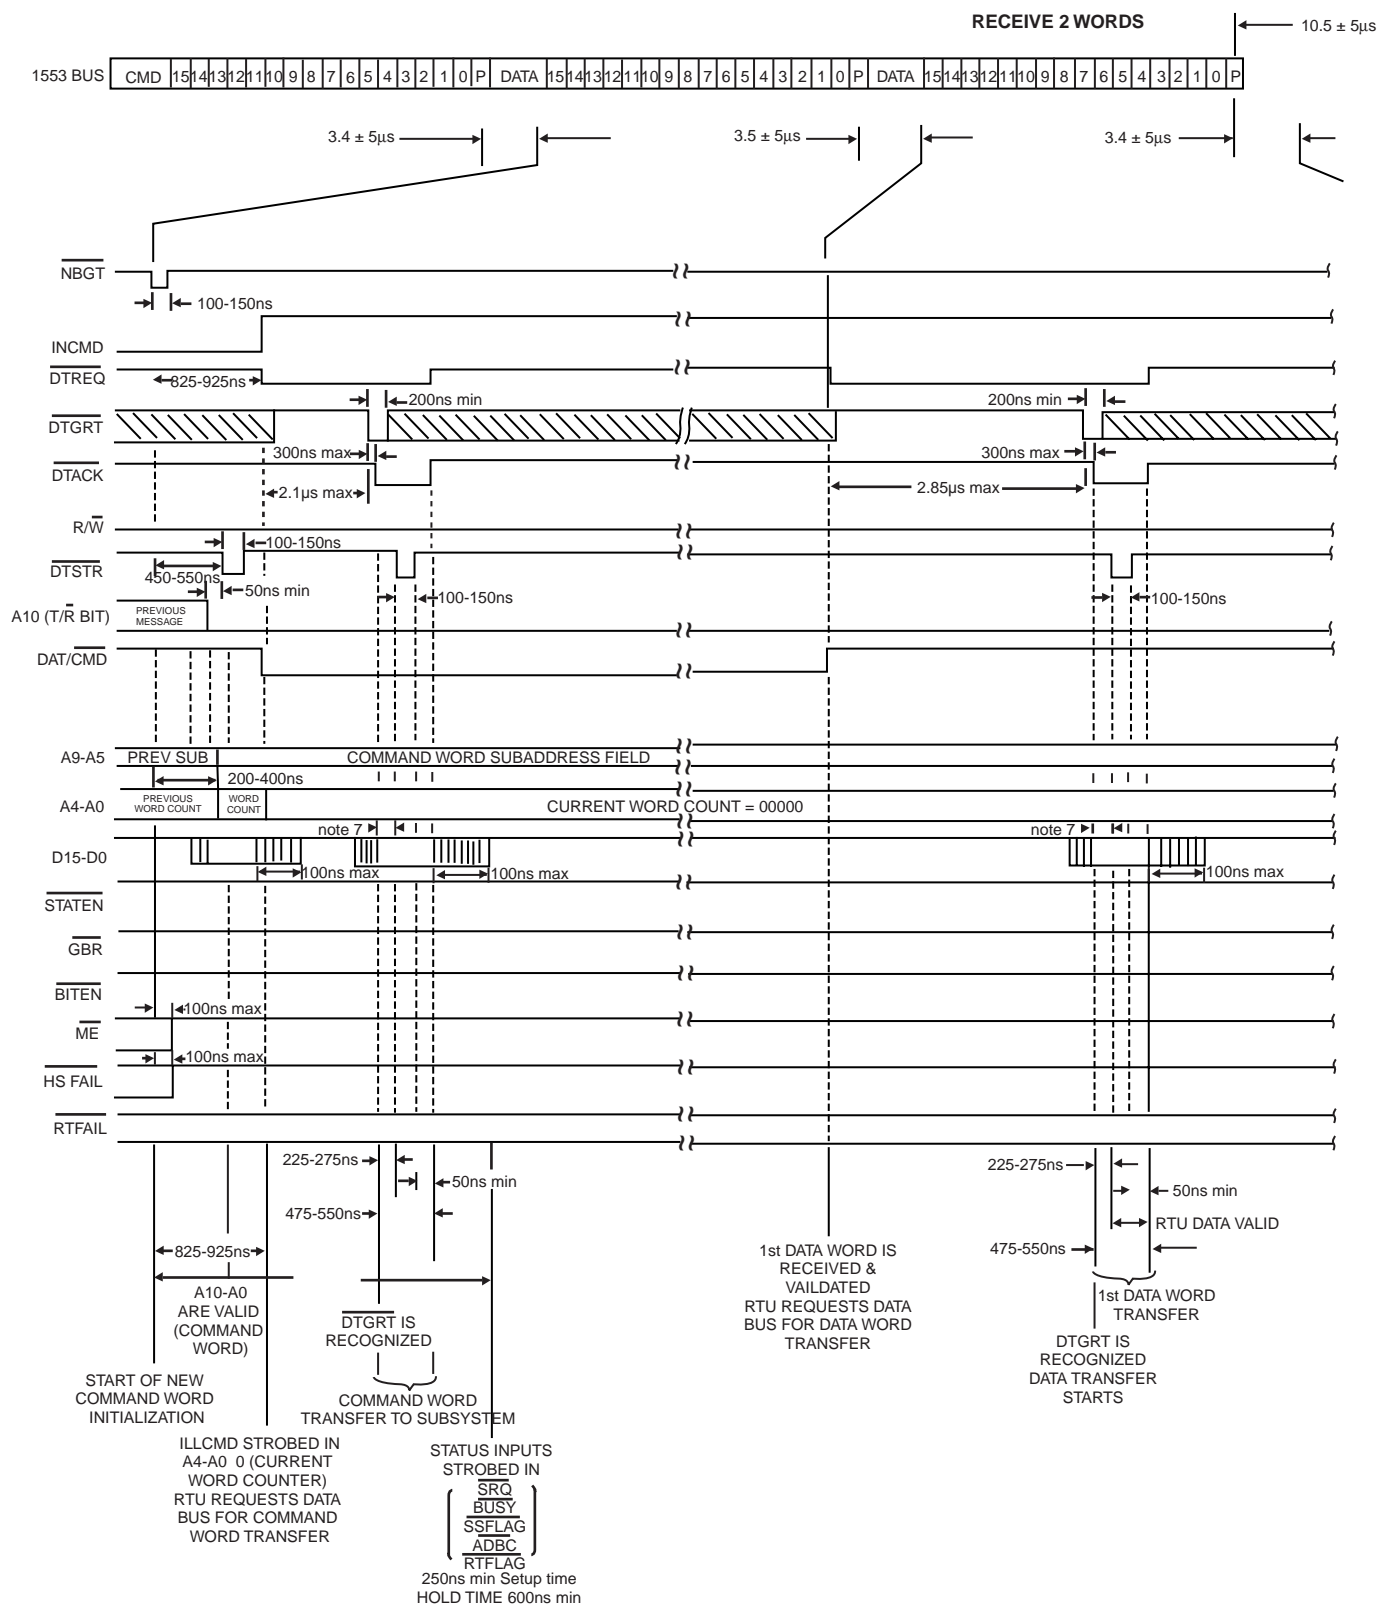 RECEIVE 2 WORDS
10.5 ± 5µs
1553 BUS CMD 15 14 13 12 11 10 9 8 7 6 5 4 3 2 1 0 P DATA 15 14 13 12 11 10 9 8 7 6 5 4 3 2 1 0 P DATA 15 14 13 12 11 10 9 8 7 6 5 4 3 2 1 0 P
3.4 ± 5µs 3.5 ± 5µs 3.4 ± 5µs
NBGT
100-150ns
INCMD
DTREQ 825-925ns
200ns min 200ns min
DTGRT
300ns max 300ns max
DTACK
2.1µs max 2.85µs max
R/W
100-150ns
DTSTR
450-550ns
50ns min 100-150ns 100-150ns
A10 (T/R BIT) PREVIOUS MESSAGE
DAT/CMD
A9-A5 PREV SUB COMMAND WORD SUBADDRESS FIELD
200-400ns
A4-A0 PREVIOUS WORD COUNT WORD COUNT CURRENT WORD COUNT = 00000
note 7 note 7
D15-D0
100ns max 100ns max 100ns max
STATEN
GBR
BITEN
100ns max
ME
100ns max
HS FAIL
RTFAIL
225-275ns 225-275ns
50ns min 50ns min
475-550ns RTU DATA VALID
825-925ns 475-550ns
A10-A0
ARE VALID
(COMMAND
WORD)
DTGRT IS
RECOGNIZED
1st DATA WORD IS
RECEIVED &
VAILDATED
RTU REQUESTS DATA
BUS FOR DATA WORD
TRANSFER
1st DATA WORD
TRANSFER
DTGRT IS
RECOGNIZED
DATA TRANSFER
STARTS
START OF NEW
COMMAND WORD
INITIALIZATION
COMMAND WORD
TRANSFER TO SUBSYSTEM
ILLCMD STROBED IN
A4-A0 0 (CURRENT
WORD COUNTER)
RTU REQUESTS DATA
BUS FOR COMMAND
WORD TRANSFER
STATUS INPUTS
STROBED IN
SRQ
BUSY
SSFLAG
ADBC
RTFLAG
250ns min Setup time
HOLD TIME 600ns min